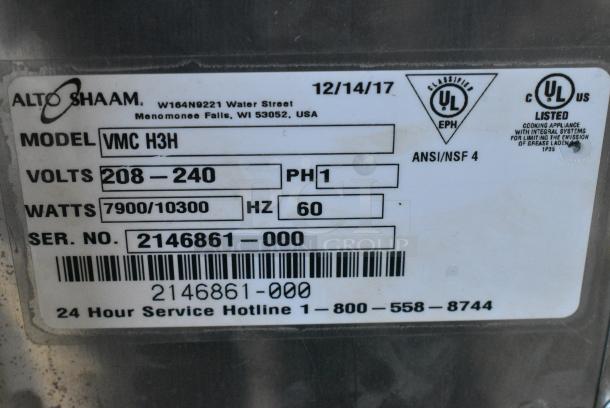 ALTO SHAAM.
W164N9221 Water Street
Menomonee Falls, WI 53052, USA
12/14/17
CLASSIFIED
UL
EPH
ANSI/NSF 4
C UL US
LISTED
COOKING APPLIANCE
WITH INTEGRAL SYSTEMS
FOR LIMITING THE EMISSION
OF GREASE LADEN
1P35
MODEL VMC H3H
VOLTS 208-240 PH 1
WATTS 7900/10300 HZ 60
SER. NO. 2146861-000
GROUP
2146861-000
24 Hour Service Hotline 1-800-558-8744